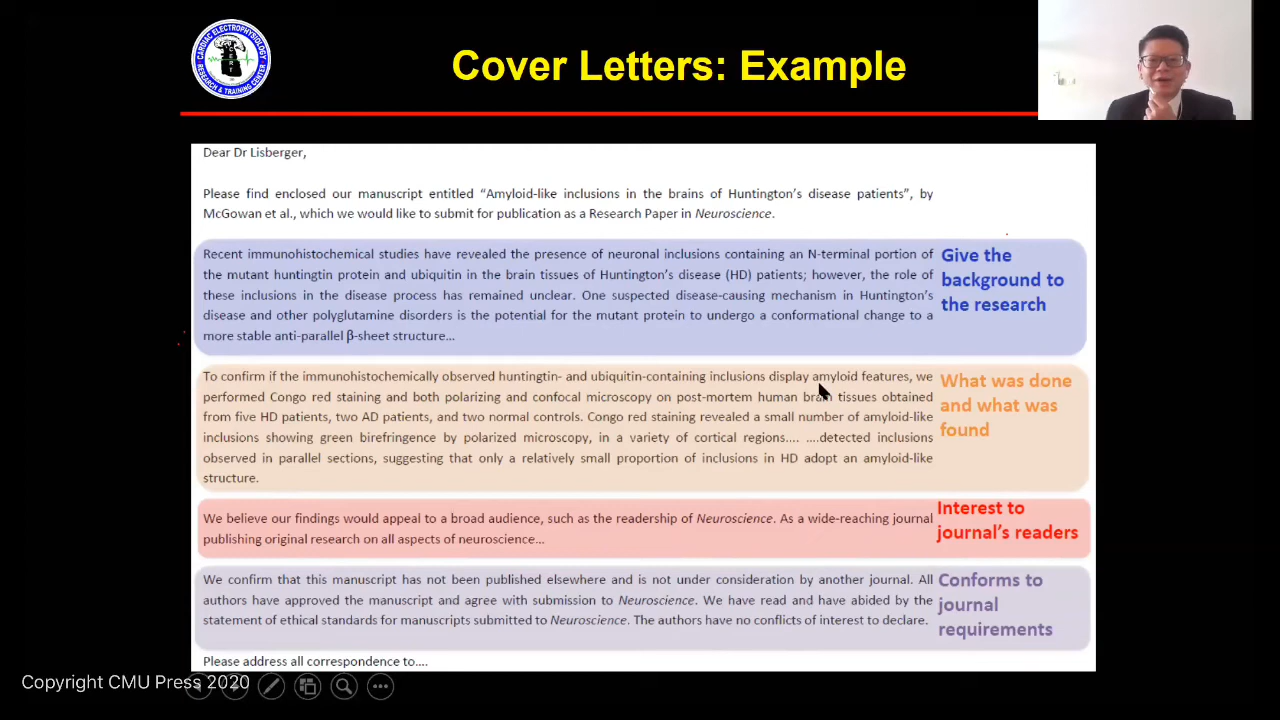 CARDIAC ELECTROPHYSIOLOGY
RESEARCH & TRAINING CENTER
Cover Letters: Example
Dear Dr Lisberger,
Please find enclosed our manuscript entitled “Amyloid-like inclusions in the brains of Huntington’s disease patients”, by
McGowan et al., which we would like to submit for publication as a Research Paper in Neuroscience.
Recent immunohistochemical studies have revealed the presence of neuronal inclusions containing an N-terminal portion of
the mutant huntingtin protein and ubiquitin in the brain tissues of Huntington’s disease (HD) patients; however, the role of
these inclusions in the disease process has remained unclear. One suspected disease-causing mechanism in Huntington’s
disease and other polyglutamine disorders is the potential for the mutant protein to undergo a conformational change to a
more stable anti-parallel β-sheet structure…
Give the
background to
the research
To confirm if the immunohistochemically observed huntingtin- and ubiquitin-containing inclusions display amyloid features, we
performed Congo red staining and both polarizing and confocal microscopy on post-mortem human brain tissues obtained
from five HD patients, two AD patients, and two normal controls. Congo red staining revealed a small number of amyloid-like
inclusions showing green birefringence by polarized microscopy, in a variety of cortical regions…. ….detected inclusions
observed in parallel sections, suggesting that only a relatively small proportion of inclusions in HD adopt an amyloid-like
structure.
What was done
and what was
found
We believe our findings would appeal to a broad audience, such as the readership of Neuroscience. As a wide-reaching journal
publishing original research on all aspects of neuroscience…
Interest to
journal’s readers
We confirm that this manuscript has not been published elsewhere and is not under consideration by another journal. All
authors have approved the manuscript and agree with submission to Neuroscience. We have read and have abided by the
statement of ethical standards for manuscripts submitted to Neuroscience. The authors have no conflicts of interest to declare.
Conforms to
journal
requirements
Please address all correspondence to….
Copyright CMU Press 2020